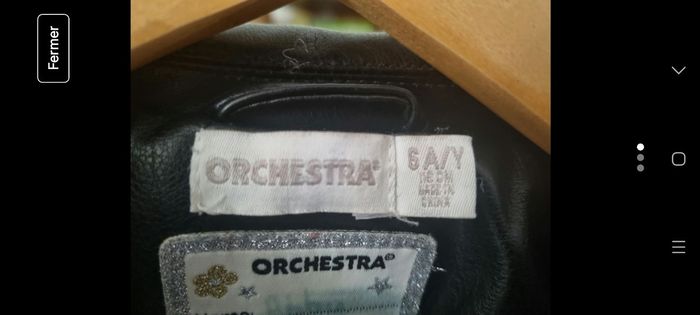 Fermer
ORCHESTRA®
6 A/Y
MADE IN
CHINA
ORCHESTRA®